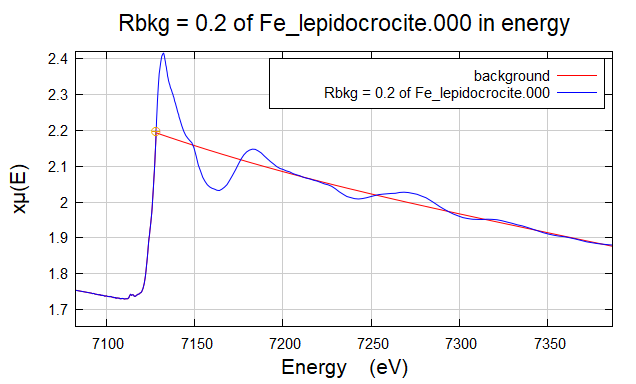 Rbkg = 0.2 of Fe_lepidocrocite.000 in energy
background
Rbkg = 0.2 of Fe_lepidocrocite.000
xμ(E)
2.4
2.3
2.2
2.1
2
1.9
1.8
1.7
7100 7150 7200 7250 7300 7350
Energy (eV)